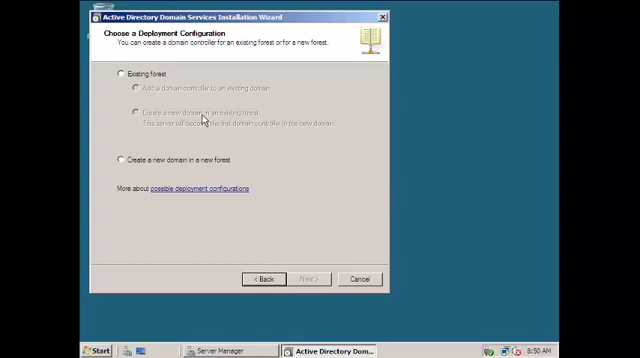 Active Directory Domain Services Installation Wizard
Choose a Deployment Configuration
You can create a domain controller for an existing forest or for a new forest.
Existing forest
Add a domain controller to an existing domain
Create a new domain in an existing forest
This server will become the first domain controller in the new domain.
Create a new domain in a new forest
More about possible deployment configurations
< Back
Next >
Cancel
Start
Server Manager
Active Directory Dom...
8:50 AM